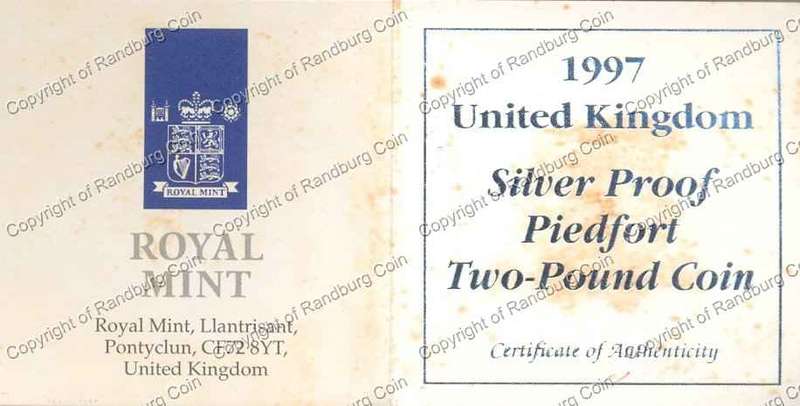 ROYAL MINT
ROYAL
MINT
Royal Mint, Llantrisant,
Pontyclun, CF72 8YT,
United Kingdom
1997
United Kingdom
Silver Proof
Piedfort
Two-Pound Coin
Certificate of Authenticity
Copyright of Randburg Coin